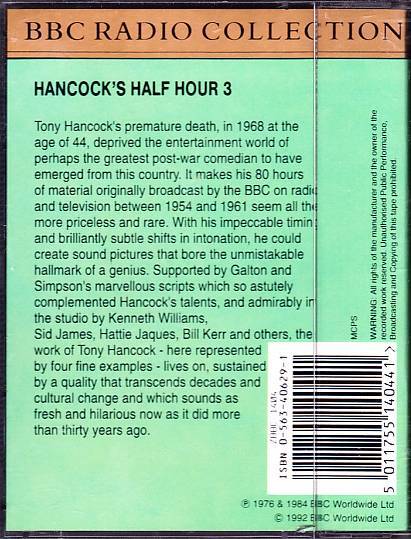 BBC RADIO COLLECTION
HANCOCK'S HALF HOUR 3
Tony Hancock's premature death, in 1968 at the
age of 44, deprived the entertainment world of
perhaps the greatest post-war comedian to have
emerged from this country. It makes his 80 hours
of material originally broadcast by the BBC on radio
and television between 1954 and 1961 seem all the
more priceless and rare. With his impeccable timin
and brilliantly subtle shifts in intonation, he could
create sound pictures that bore the unmistakable
hallmark of a genius. Supported by Galton and
Simpson's marvellous scripts which so astutely
complemented Hancock's talents, and admirably in
the studio by Kenneth Williams,
Sid James, Hattie Jaques, Bill Kerr and others, the
work of Tony Hancock - here represented
by four fine examples - lives on, sustained
by a quality that transcends decades and
cultural change and which sounds as
fresh and hilarious now as it did more
than thirty years ago.
MCPS
WARNING: All rights of the manufacturer and the owner of the
recorded work reserved. Unauthorised Public Performance,
Broadcasting and Copying of this tape prohibited.
ZBBC 1404
ISBN 0-563-40629-1
5 011755 140441 >
℗ 1976 & 1984 BBC Worldwide Ltd
© 1992 BBC Worldwide Ltd